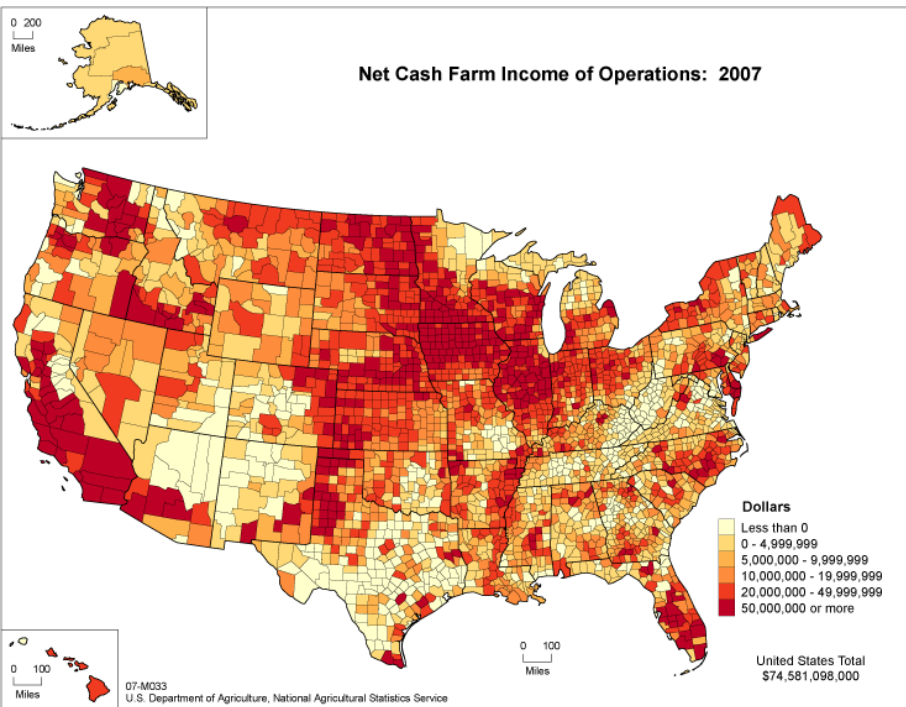 0 200
Miles
Net Cash Farm Income of Operations: 2007
Dollars
Less than 0
0 - 4,999,999
5,000,000 - 9,999,999
10,000,000 - 19,999,999
20,000,000 - 49,999,999
50,000,000 or more
0 100
Miles
0 100
Miles
United States Total
$74,581,098,000
07-M033
U.S. Department of Agriculture, National Agricultural Statistics Service